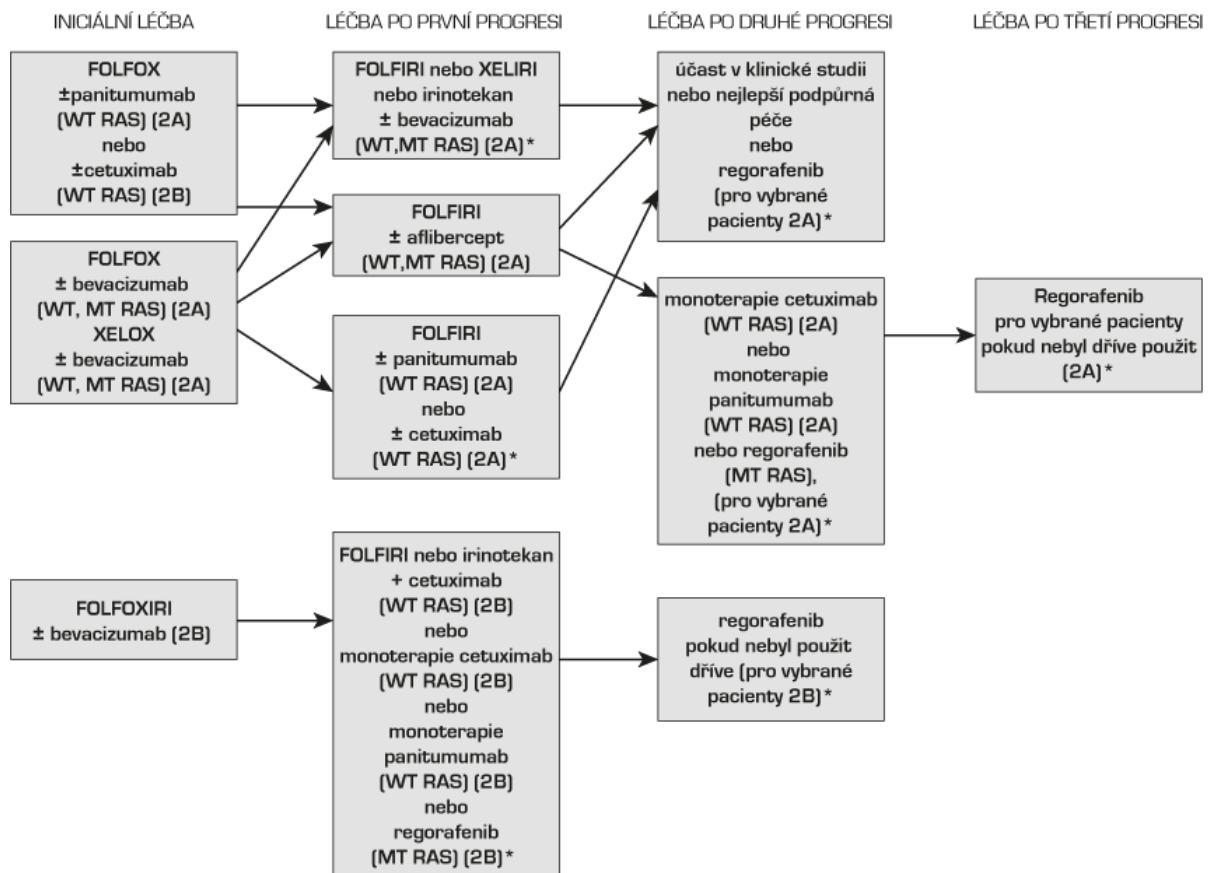 INICIÁLNÍ LÉČBA
LÉČBA PO PRVNÍ PROGRESI
LÉČBA PO DRUHÉ PROGRESI
LÉČBA PO TŘETÍ PROGRESI
FOLFOX
±panitumumab
(WT RAS) (2A)
nebo
±cetuximab
(WT RAS) (2B)
FOLFOX
± bevacizumab
(WT, MT RAS) (2A)
XELOX
± bevacizumab
(WT, MT RAS) (2A)
FOLFOXIRI
± bevacizumab (2B)
FOLFIRI nebo XELIRI
nebo irinotekan
± bevacizumab
(WT,MT RAS) (2A)*
FOLFIRI
± aflibercept
(WT,MT RAS) (2A)
FOLFIRI
± panitumumab
(WT RAS) (2A)
nebo
± cetuximab
(WT RAS) (2A)*
FOLFIRI nebo irinotekan
+ cetuximab
(WT RAS) (2B)
nebo
monoterapie cetuximab
(WT RAS) (2B)
nebo
monoterapie
panitumumab
(WT RAS) (2B)
nebo
regorafenib
(MT RAS) (2B)*
účast v klinické studii
nebo nejlepší podpůrná
péče
nebo
regorafenib
(pro vybrané
pacienty 2A)*
monoterapie cetuximab
(WT RAS) (2A)
nebo
monoterapie
panitumumab
(WT RAS) (2A)
nebo regorafenib
(MT RAS),
(pro vybrané
pacienty 2A)*
regorafenib
pokud nebyl použit
dříve (pro vybrané
pacienty 2B)*
Regorafenib
pro vybrané pacienty
pokud nebyl dříve použit
(2A)*